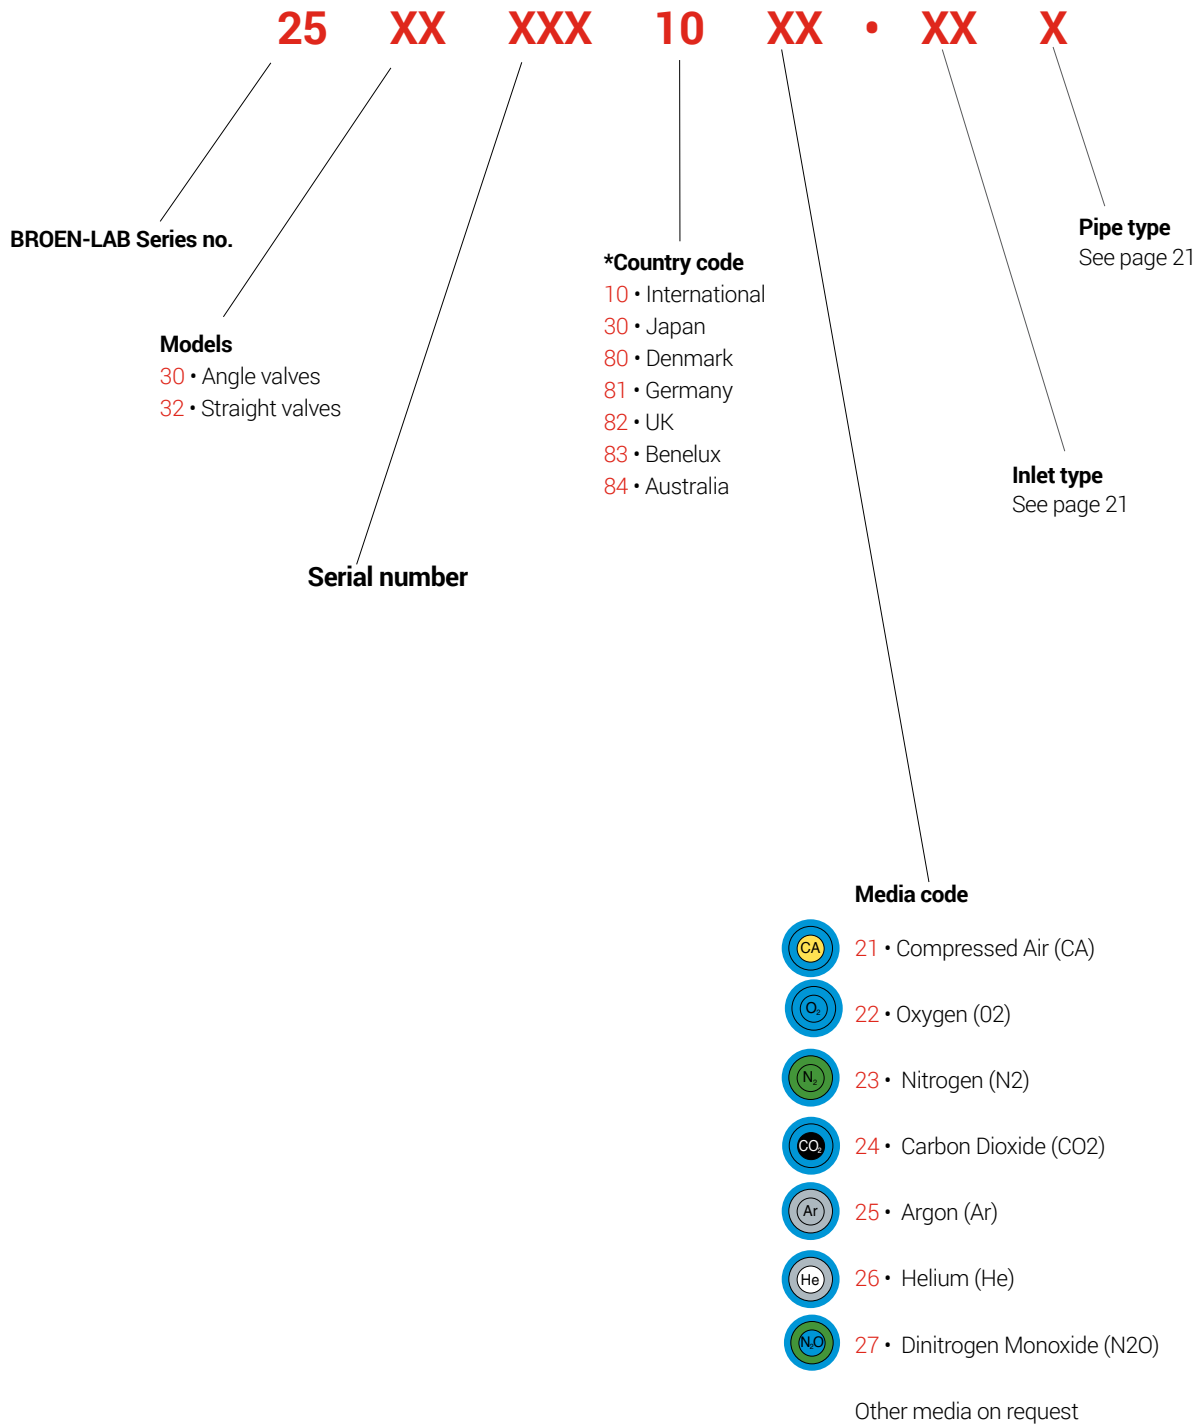 25 XX XXX 10 XX • XX X
BROEN-LAB Series no.
Models
30 • Angle valves
32 • Straight valves
Serial number
*Country code
10 • International
30 • Japan
80 • Denmark
81 • Germany
82 • UK
83 • Benelux
84 • Australia
Pipe type
See page 21
Inlet type
See page 21
Media code
CA 21 • Compressed Air (CA)
O₂ 22 • Oxygen (02)
N₂ 23 • Nitrogen (N2)
CO₂ 24 • Carbon Dioxide (CO2)
Ar 25 • Argon (Ar)
He 26 • Helium (He)
N₂O 27 • Dinitrogen Monoxide (N2O)
Other media on request